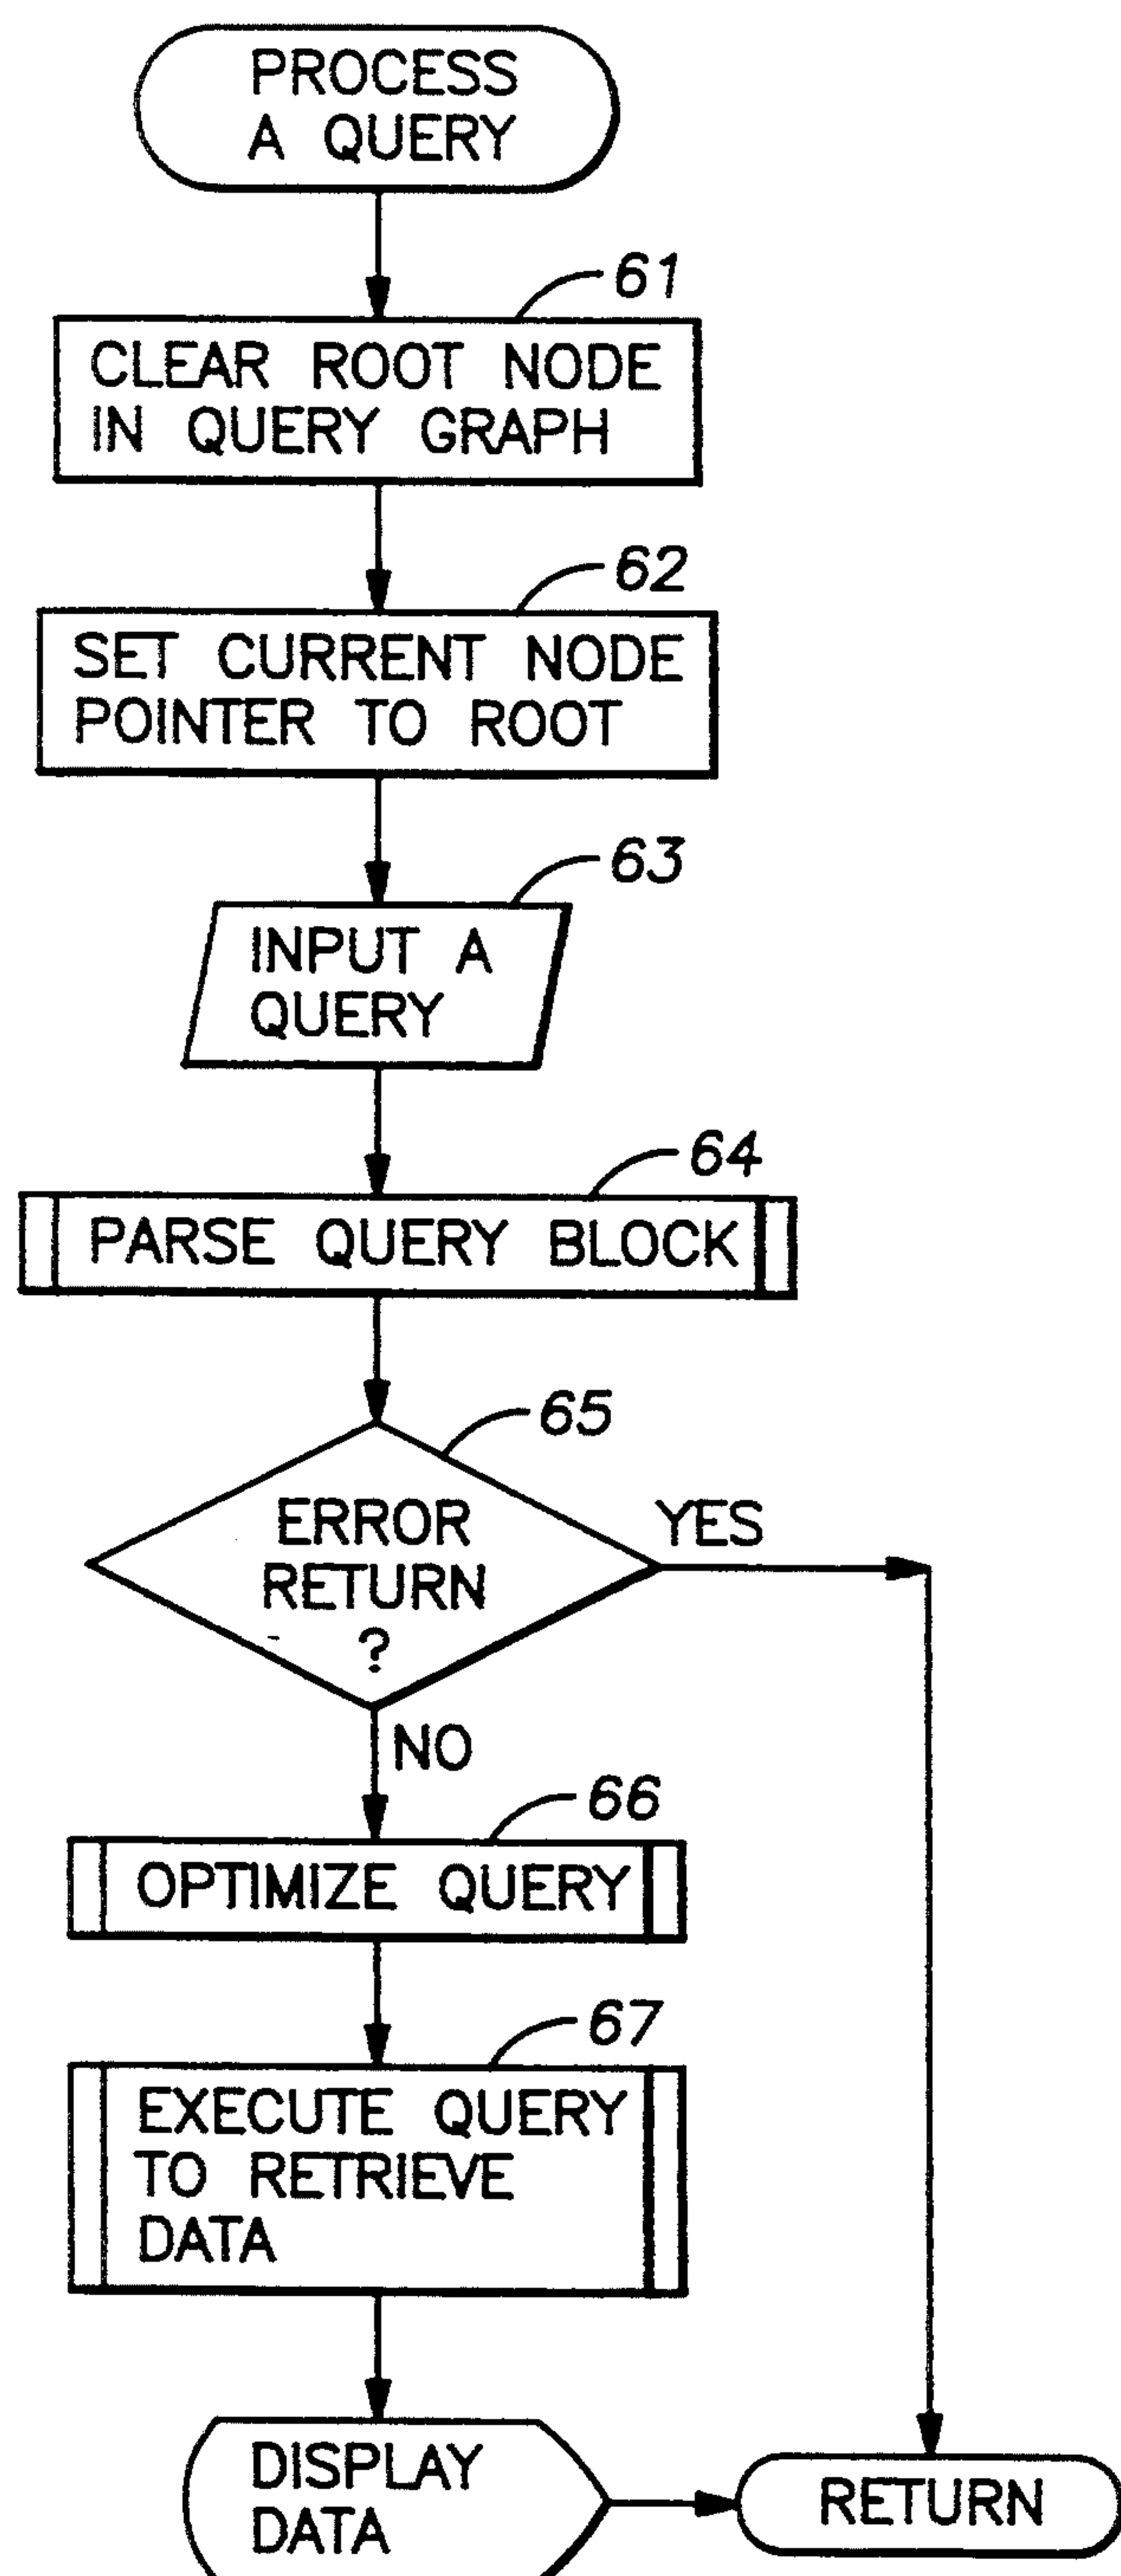 PROCESS
A QUERY
61
CLEAR ROOT NODE
IN QUERY GRAPH
62
SET CURRENT NODE
POINTER TO ROOT
63
INPUT A
QUERY
64
PARSE QUERY BLOCK
65
ERROR
RETURN
?
YES
NO
66
OPTIMIZE QUERY
67
EXECUTE QUERY
TO RETRIEVE
DATA
DISPLAY
DATA
RETURN